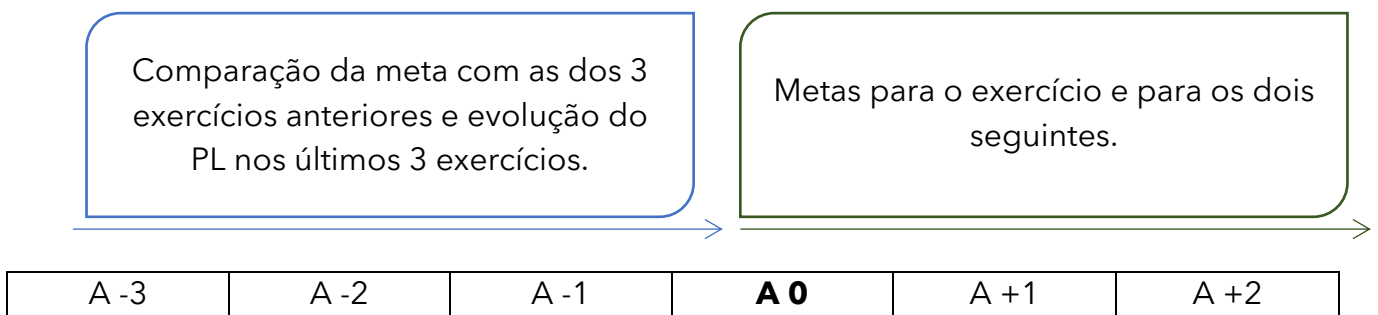 Comparação da meta com as dos 3
exercícios anteriores e evolução do
PL nos últimos 3 exercícios.
Metas para o exercício e para os dois
seguintes.
A -3 A -2 A -1 A 0 A +1 A +2